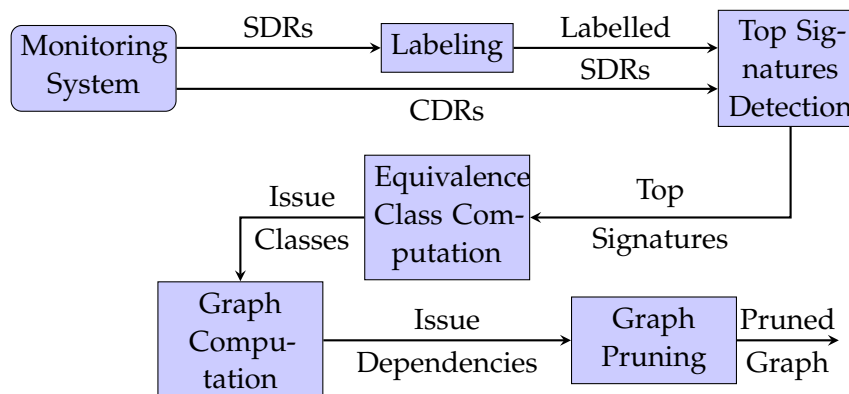 Monitoring
System
SDRs
Labeling
Labelled
SDRs
CDRs
Top Sig-
natures
Detection
Top
Signatures
Equivalence
Class Com-
putation
Issue
Classes
Graph
Compu-
tation
Issue
Dependencies
Graph
Pruning
Pruned
Graph